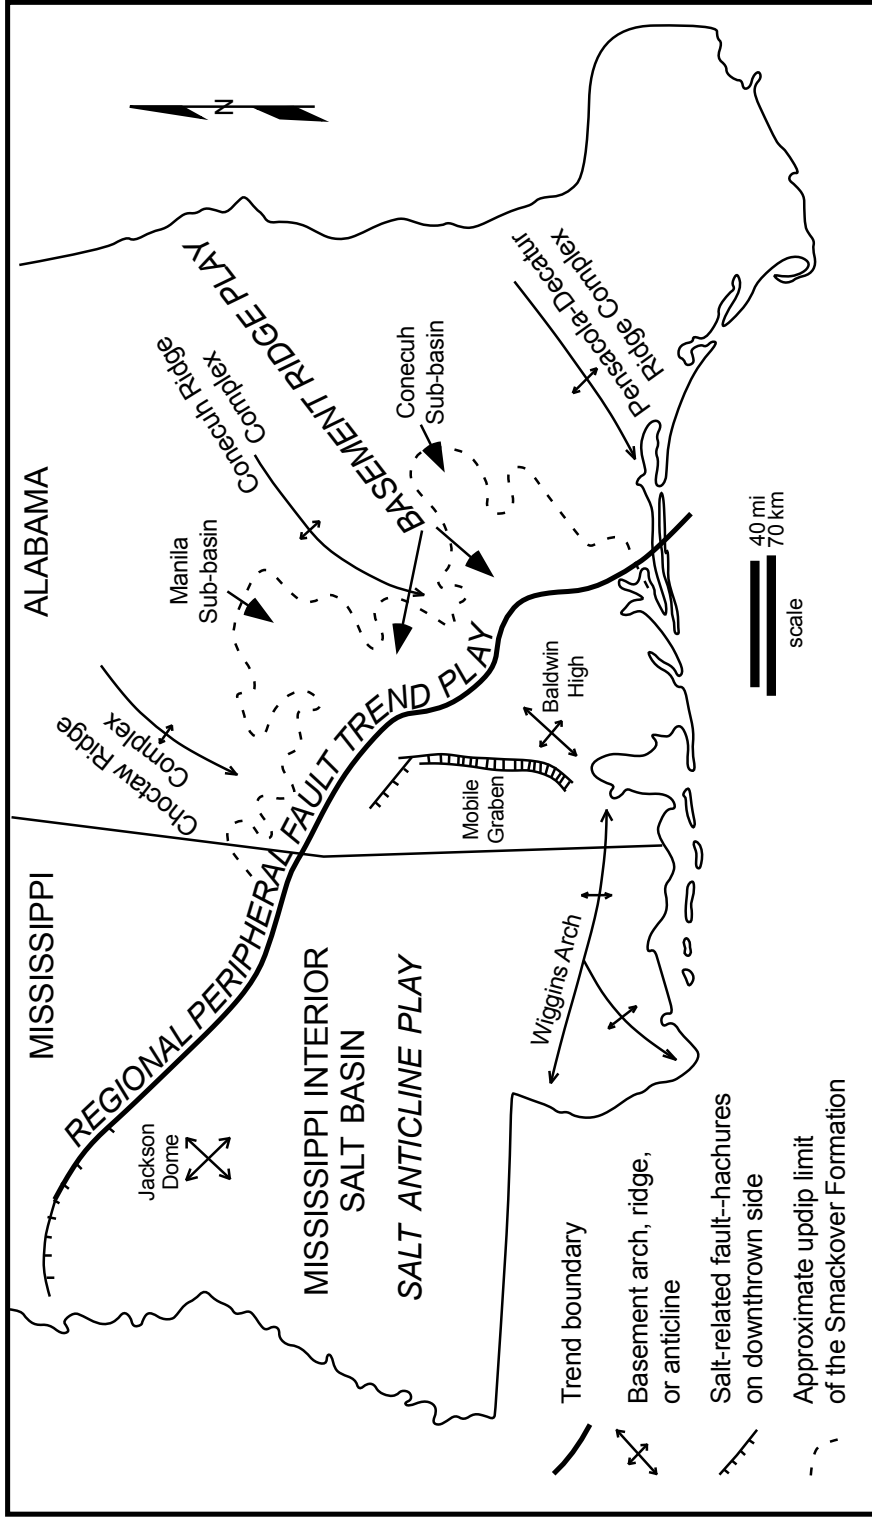 MISSISSIPPI
ALABAMA
N
REGIONAL PERIPHERAL FAULT TREND PLAY
Jackson
Dome
MISSISSIPPI INTERIOR
SALT BASIN
SALT ANTICLINE PLAY
Choctaw Ridge
Complex
Manila
Sub-basin
Conecuh Ridge
Complex
BASEMENT RIDGE PLAY
Conecuh
Sub-basin
Mobile
Graben
Baldwin
High
Wiggins Arch
Pensacola-Decatur
Ridge Complex
Trend boundary
Basement arch, ridge,
or anticline
Salt-related fault--hachures
on downthrown side
Approximate updip limit
of the Smackover Formation
40 mi
70 km
scale